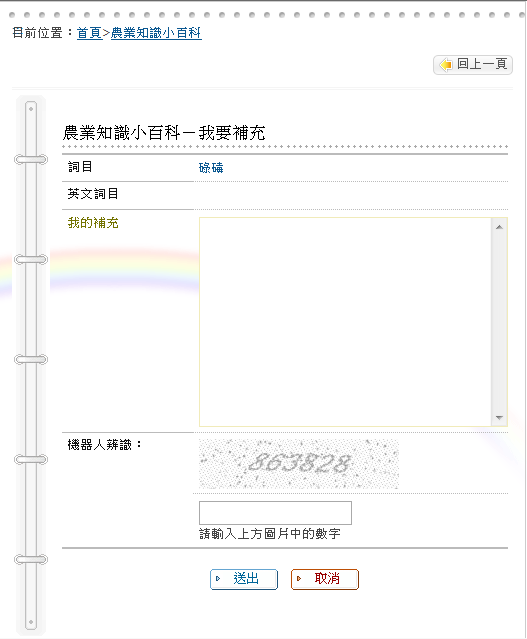 目前位置：首頁>農業知識小百科
回上一頁
農業知識小百科－我要補充
詞目 碌碡
英文詞目
我的補充
機器人辨識：
863828
請輸入上方圖片中的數字
送出 取消